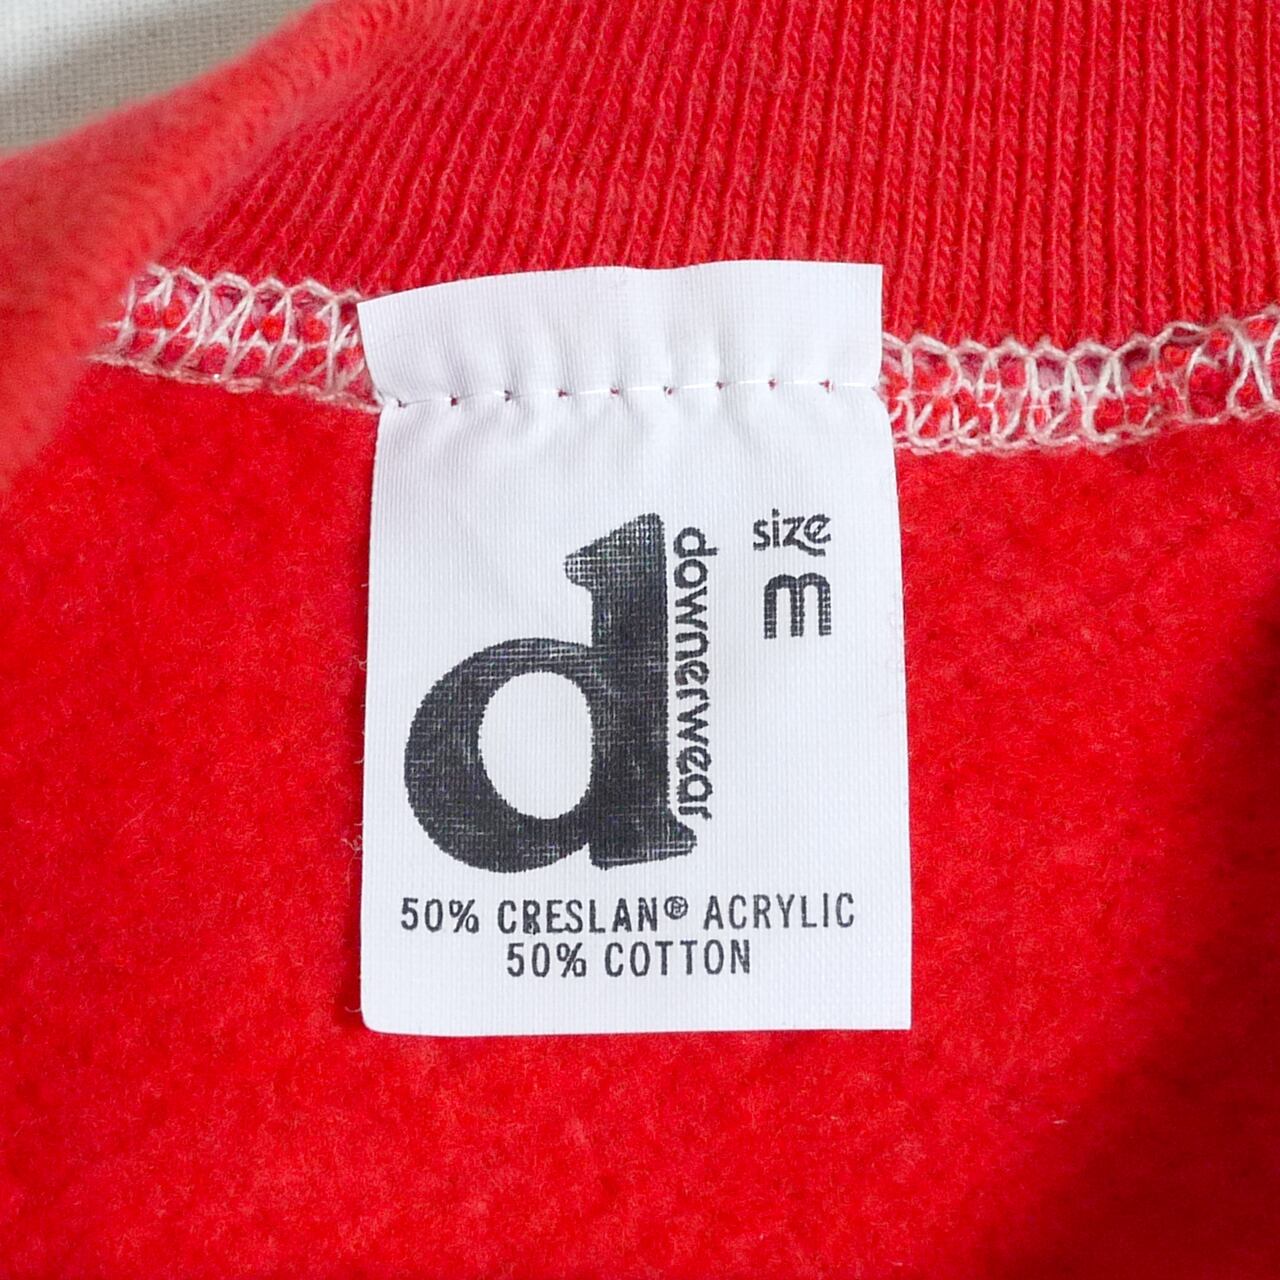 size
m
d
downerwear
50% CRESLAN® ACRYLIC
50% COTTON